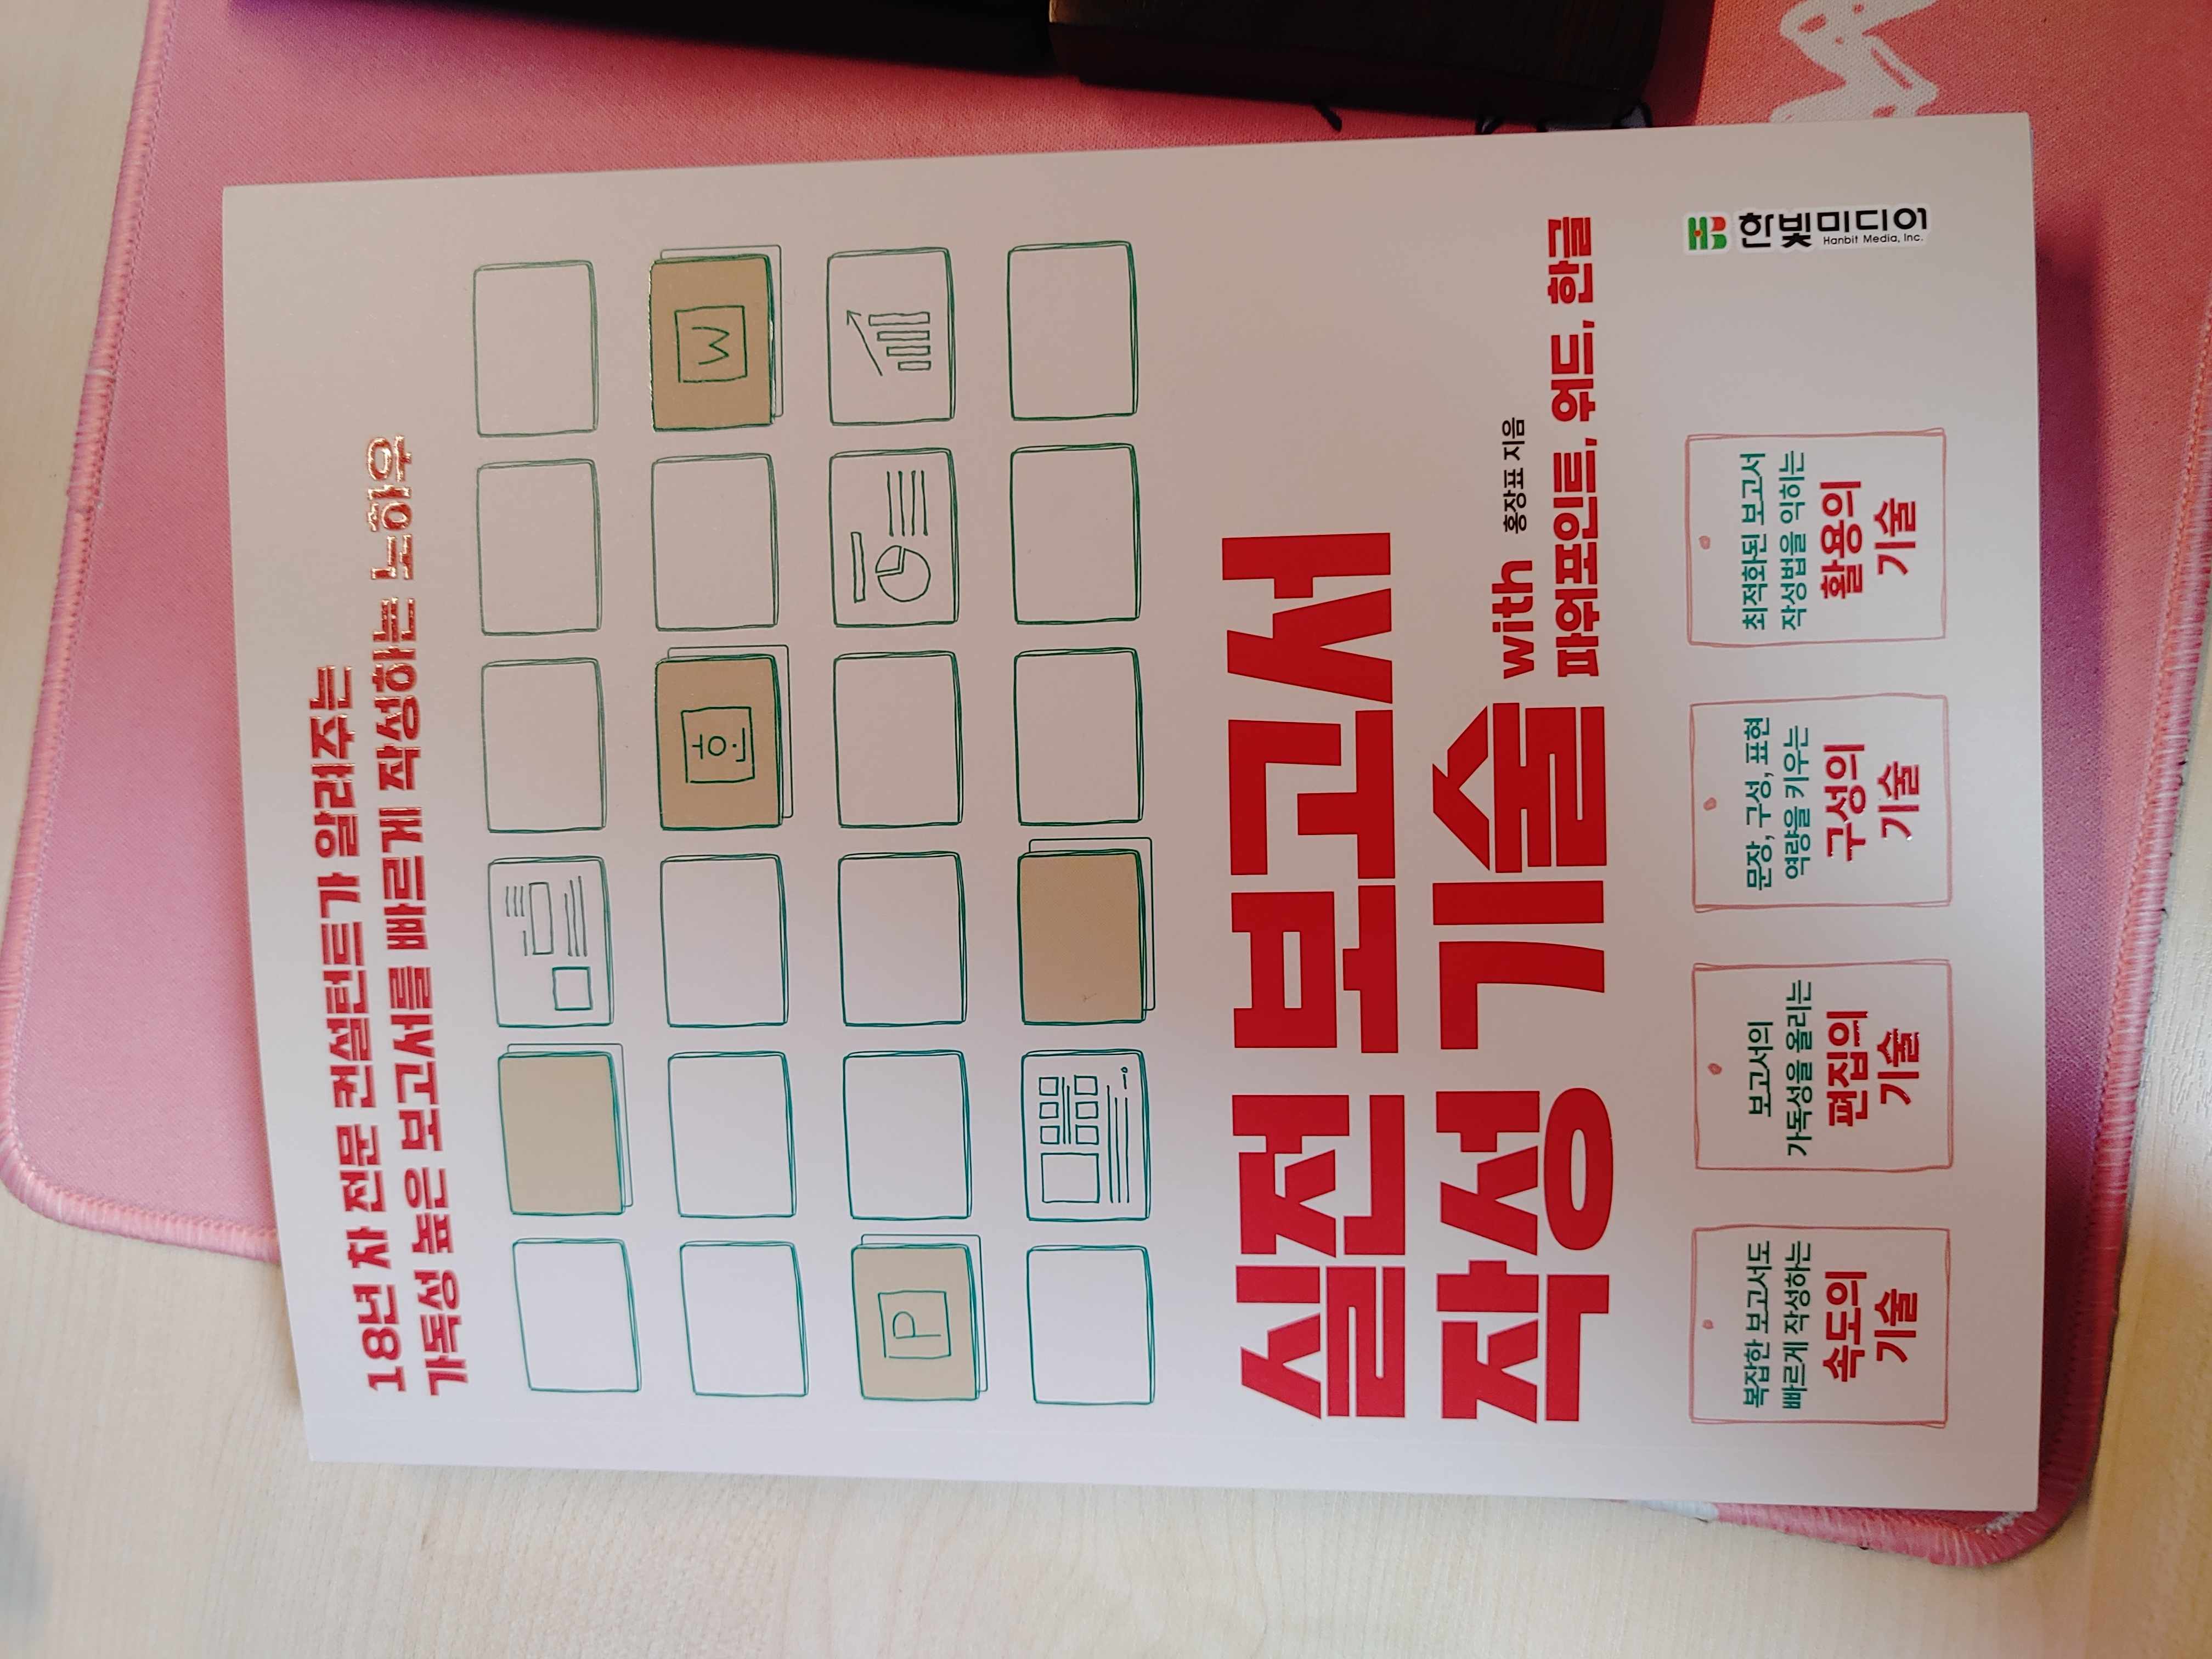 18년 차 전문 컨설턴트가 알려주는
가독성 높은 보고서를 빠르게 작성하는 노하우
흔
W
P
실전 보고서
작성 기술
with
홍장표 지음
파워포인트, 워드, 한글
복잡한 보고서도
빠르게 작성하는
속도의
기술
보고서의
가독성을 올리는
편집의
기술
문장, 구성, 표현
역량을 키우는
구성의
기술
최적화된 보고서
작성법을 익히는
활용의
기술
HB 한빛미디어
Hanbit Media, Inc.